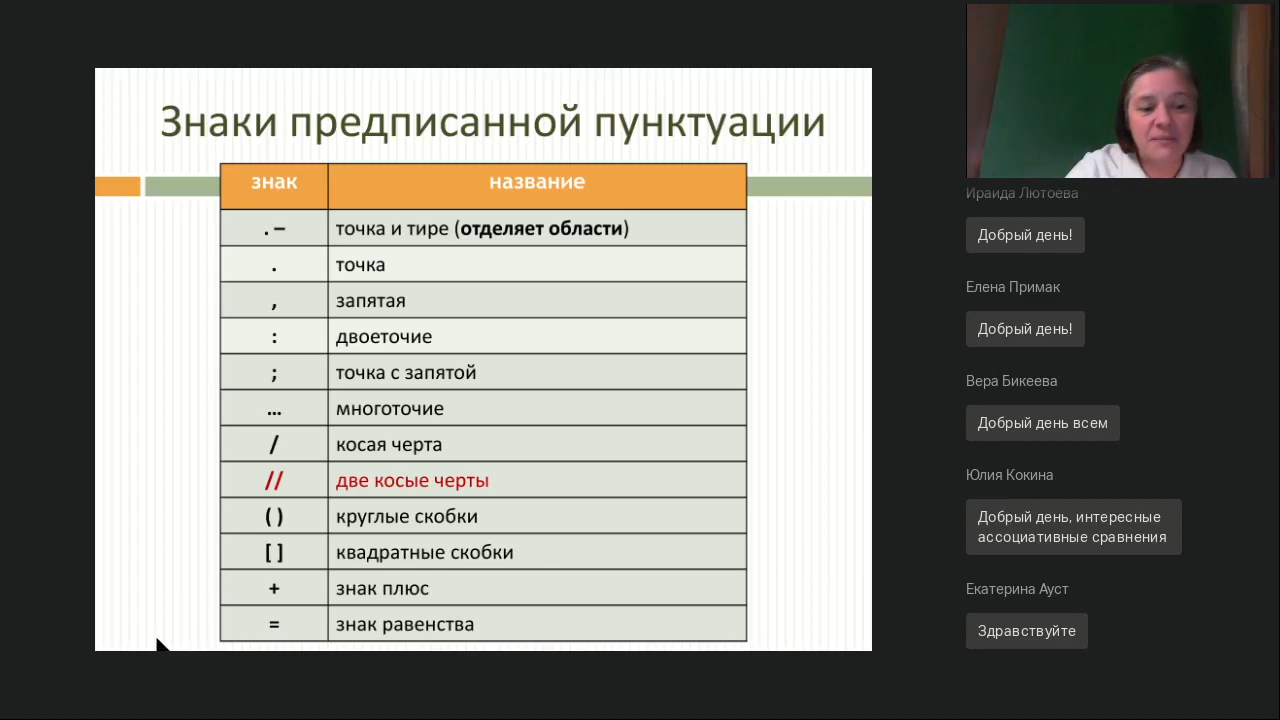 Знаки предписанной пунктуации
знак название
. – точка и тире (отделяет области)
. точка
, запятая
: двоеточие
; точка с запятой
... многоточие
/ косая черта
// две косые черты
( ) круглые скобки
[ ] квадратные скобки
+ знак плюс
= знак равенства
Ираида Лютоева
Добрый день!
Елена Примак
Добрый день!
Вера Бикеева
Добрый день всем
Юлия Кокина
Добрый день, интересные
ассоциативные сравнения
Екатерина Ауст
Здравствуйте